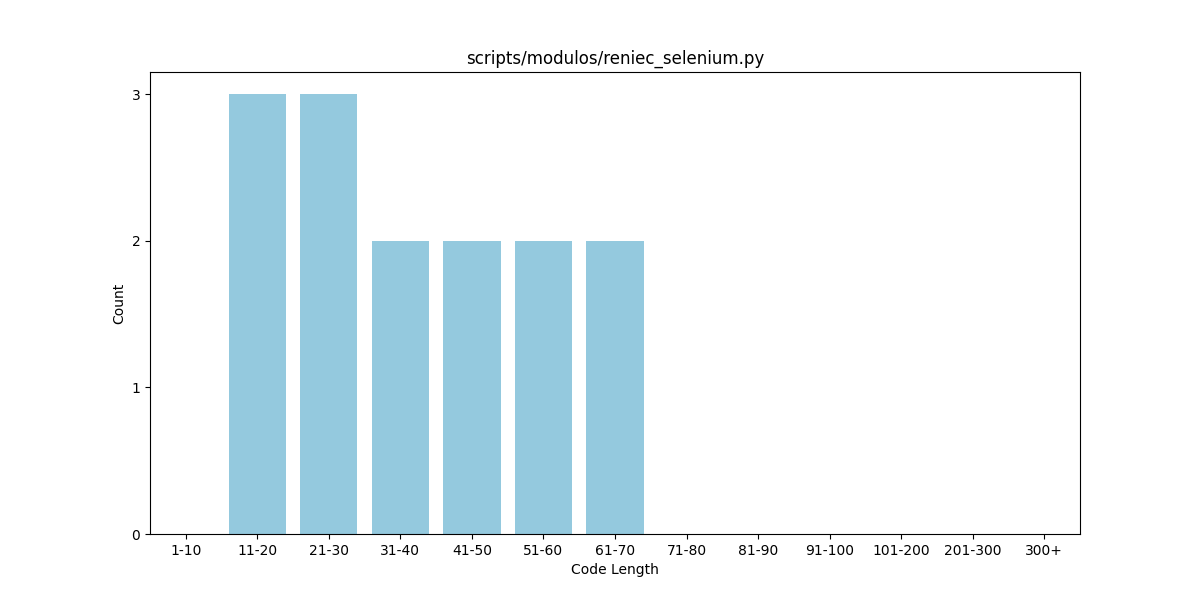 scripts/modulos/reniec_selenium.py
Count
3
2
1
0
1-10 11-20 21-30 31-40 41-50 51-60 61-70 71-80 81-90 91-100 101-200 201-300 300+
Code Length